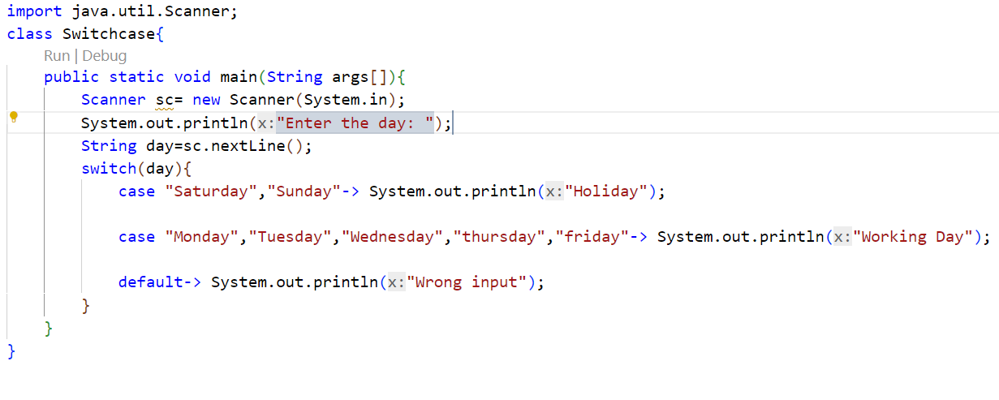 import java.util.Scanner;
class Switchcase{
Run | Debug
public static void main(String args[]){
Scanner sc= new Scanner(System.in);
System.out.println(x:"Enter the day: ");
String day=sc.nextLine();
switch(day){
case "Saturday","Sunday"-> System.out.println(x:"Holiday");
case "Monday","Tuesday","Wednesday","thursday","friday"-> System.out.println(x:"Working Day");
default-> System.out.println(x:"Wrong input");
}
}
}